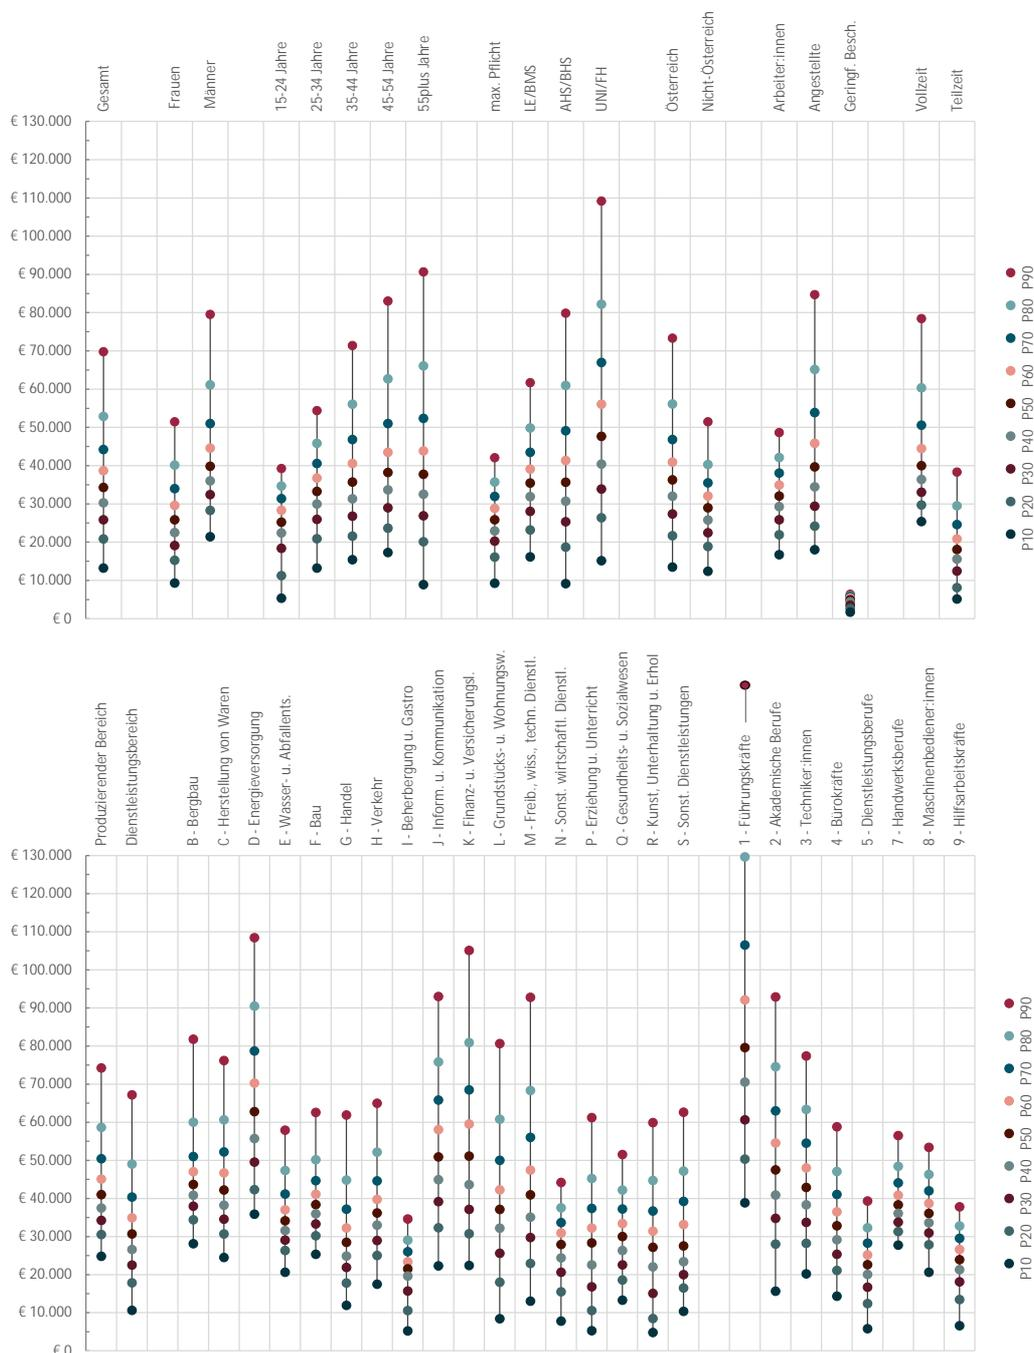 Gesamt
Frauen
Männer
15-24 Jahre
25-34 Jahre
35-44 Jahre
45-54 Jahre
55plus Jahre
max. Pflicht
LE/BMS
AHS/BHS
UNI/FH
Österreich
Nicht-Österreich
Arbeiter:innen
Angestellte
Geringf. Besch.
Vollzeit
Teilzeit
€ 130.000
€ 120.000
€ 110.000
€ 100.000
€ 90.000
€ 80.000
€ 70.000
€ 60.000
€ 50.000
€ 40.000
€ 30.000
€ 20.000
€ 10.000
€ 0
P90
P80
P70
P60
P50
P40
P30
P20
P10
Produzierender Bereich
Dienstleistungsbereich
B - Bergbau
C - Herstellung von Waren
D - Energieversorgung
E - Wasser- u. Abfallents.
F - Bau
G - Handel
H - Verkehr
I - Beherbergung u. Gastro
J - Inform. u. Kommunikation
K - Finanz- u. Versicherungsl.
L - Grundstücks- u. Wohnungsw.
M - Freib., wiss., techn. Dienstl.
N - Sonst. wirtschaftl. Dienstl.
P - Erziehung u. Unterricht
Q - Gesundheits- u. Sozialwesen
R - Kunst, Unterhaltung u. Erhol
S - Sonst. Dienstleistungen
1 - Führungskräfte
2 - Akademische Berufe
3 - Techniker:innen
4 - Bürokräfte
5 - Dienstleistungsberufe
7 - Handwerksberufe
8 - Maschinenbediener:innen
9 - Hilfsarbeitskräfte
€ 130.000
€ 120.000
€ 110.000
€ 100.000
€ 90.000
€ 80.000
€ 70.000
€ 60.000
€ 50.000
€ 40.000
€ 30.000
€ 20.000
€ 10.000
€ 0
P90
P80
P70
P60
P50
P40
P30
P20
P10